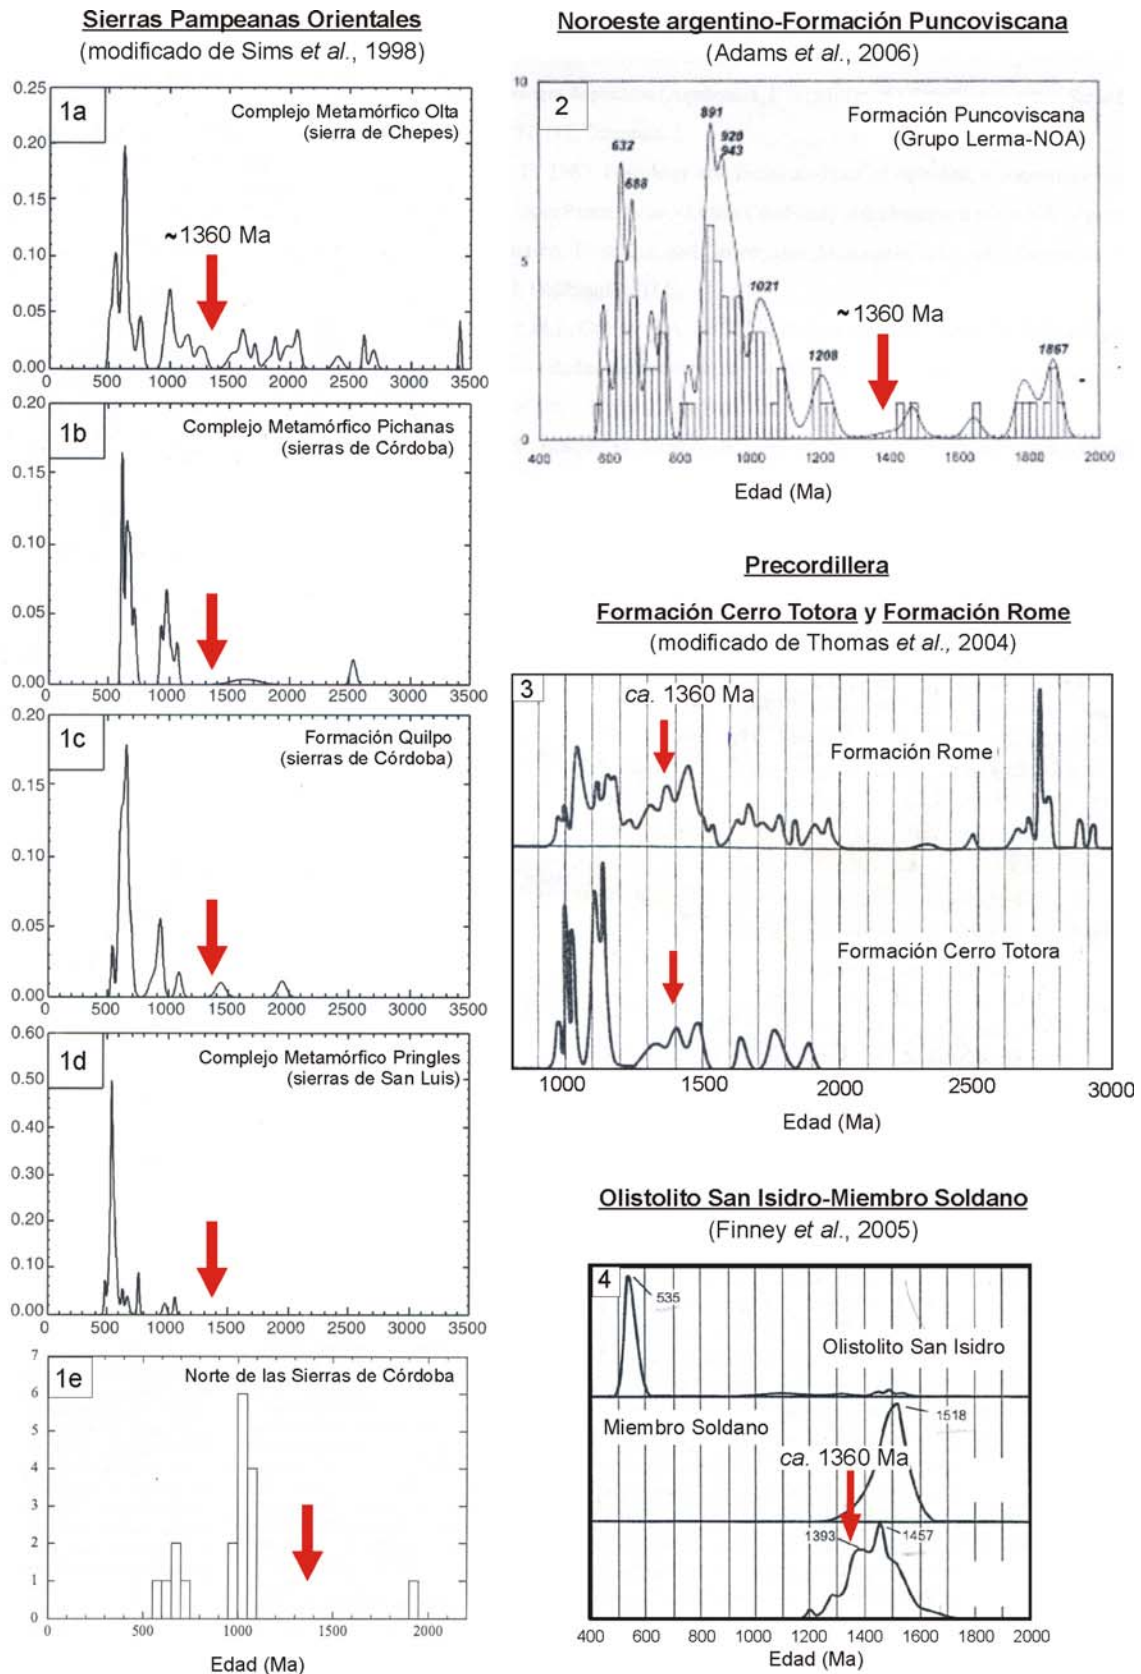 Sierras Pampeanas Orientales
(modificado de Sims et al., 1998)
1a
Complejo Metamórfico Olta
(sierra de Chepes)
~1360 Ma
0.25
0.20
0.15
0.10
0.05
0.00
0 500 1000 1500 2000 2500 3000 3500
1b
Complejo Metamórfico Pichanas
(sierras de Córdoba)
0.20
0.15
0.10
0.05
0.00
0 500 1000 1500 2000 2500 3000 3500
1c
Formación Quilpo
(sierras de Córdoba)
0.20
0.15
0.10
0.05
0.00
0 500 1000 1500 2000 2500 3000 3500
1d
Complejo Metamórfico Pringles
(sierras de San Luis)
0.60
0.50
0.40
0.30
0.20
0.10
0.00
0 500 1000 1500 2000 2500 3000 3500
1e
Norte de las Sierras de Córdoba
7
6
5
4
3
2
1
0
0 1000 2000
Edad (Ma)
Noroeste argentino-Formación Puncoviscana
(Adams et al., 2006)
2
Formación Puncoviscana
(Grupo Lerma-NOA)
10
5
0
632
688
891
920
943
1021
1208
~1360 Ma
1867
400 600 800 1000 1200 1400 1600 1800 2000
Edad (Ma)
Precordillera
Formación Cerro Totora y Formación Rome
(modificado de Thomas et al., 2004)
3
ca. 1360 Ma
Formación Rome
Formación Cerro Totora
1000 1500 2000 2500 3000
Edad (Ma)
Olistolito San Isidro-Miembro Soldano
(Finney et al., 2005)
4
535
Olistolito San Isidro
Miembro Soldano
1518
ca. 1360 Ma
1393
1457
400 600 800 1000 1200 1400 1600 1800 2000
Edad (Ma)